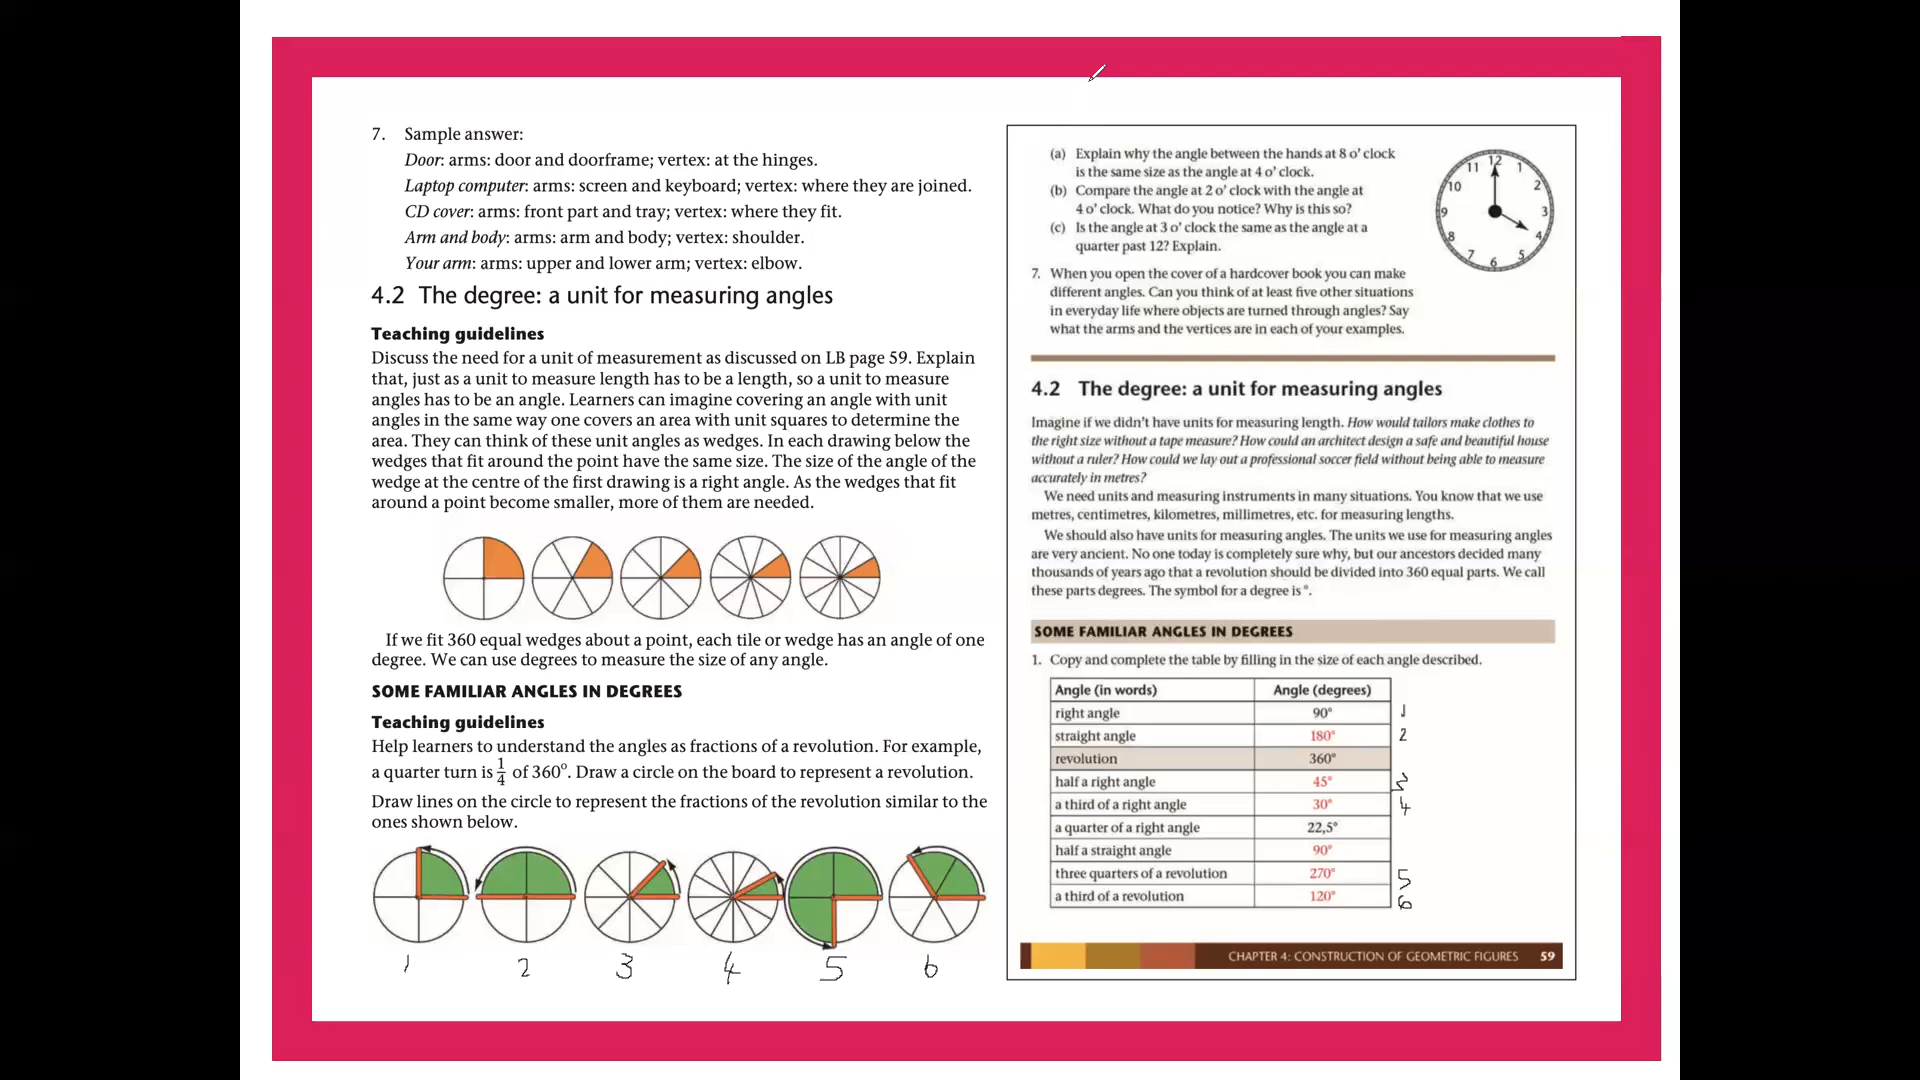 7. Sample answer:
Door: arms: door and doorframe; vertex: at the hinges.
Laptop computer: arms: screen and keyboard; vertex: where they are joined.
CD cover: arms: front part and tray; vertex: where they fit.
Arm and body: arms: arm and body; vertex: shoulder.
Your arm: arms: upper and lower arm; vertex: elbow.
4.2 The degree: a unit for measuring angles
Teaching guidelines
Discuss the need for a unit of measurement as discussed on LB page 59. Explain
that, just as a unit to measure length has to be a length, so a unit to measure
angles has to be an angle. Learners can imagine covering an angle with unit
angles in the same way one covers an area with unit squares to determine the
area. They can think of these unit angles as wedges. In each drawing below the
wedges that fit around the point have the same size. The size of the angle of the
wedge at the centre of the first drawing is a right angle. As the wedges that fit
around a point become smaller, more of them are needed.
If we fit 360 equal wedges about a point, each tile or wedge has an angle of one
degree. We can use degrees to measure the size of any angle.
SOME FAMILIAR ANGLES IN DEGREES
Teaching guidelines
Help learners to understand the angles as fractions of a revolution. For example,
a quarter turn is 1/4 of 360°. Draw a circle on the board to represent a revolution.
Draw lines on the circle to represent the fractions of the revolution similar to the
ones shown below.
1 2 3 4 5 6
(a) Explain why the angle between the hands at 8 o' clock
is the same size as the angle at 4 o' clock.
(b) Compare the angle at 2 o' clock with the angle at
4 o' clock. What do you notice? Why is this so?
(c) Is the angle at 3 o' clock the same as the angle at a
quarter past 12? Explain.
12 1 2 3 4 5 6 7 8 9 10 11
7. When you open the cover of a hardcover book you can make
different angles. Can you think of at least five other situations
in everyday life where objects are turned through angles? Say
what the arms and the vertices are in each of your examples.
4.2 The degree: a unit for measuring angles
Imagine if we didn't have units for measuring length. How would tailors make clothes to
the right size without a tape measure? How could an architect design a safe and beautiful house
without a ruler? How could we lay out a professional soccer field without being able to measure
accurately in metres?
We need units and measuring instruments in many situations. You know that we use
metres, centimetres, kilometres, millimetres, etc. for measuring lengths.
We should also have units for measuring angles. The units we use for measuring angles
are very ancient. No one today is completely sure why, but our ancestors decided many
thousands of years ago that a revolution should be divided into 360 equal parts. We call
these parts degrees. The symbol for a degree is °.
SOME FAMILIAR ANGLES IN DEGREES
1. Copy and complete the table by filling in the size of each angle described.
Angle (in words) Angle (degrees)
right angle 90° 1
straight angle 180° 2
revolution 360°
half a right angle 45° 3
a third of a right angle 30° 4
a quarter of a right angle 22,5°
half a straight angle 90°
three quarters of a revolution 270° 5
a third of a revolution 120° 6
CHAPTER 4: CONSTRUCTION OF GEOMETRIC FIGURES 59